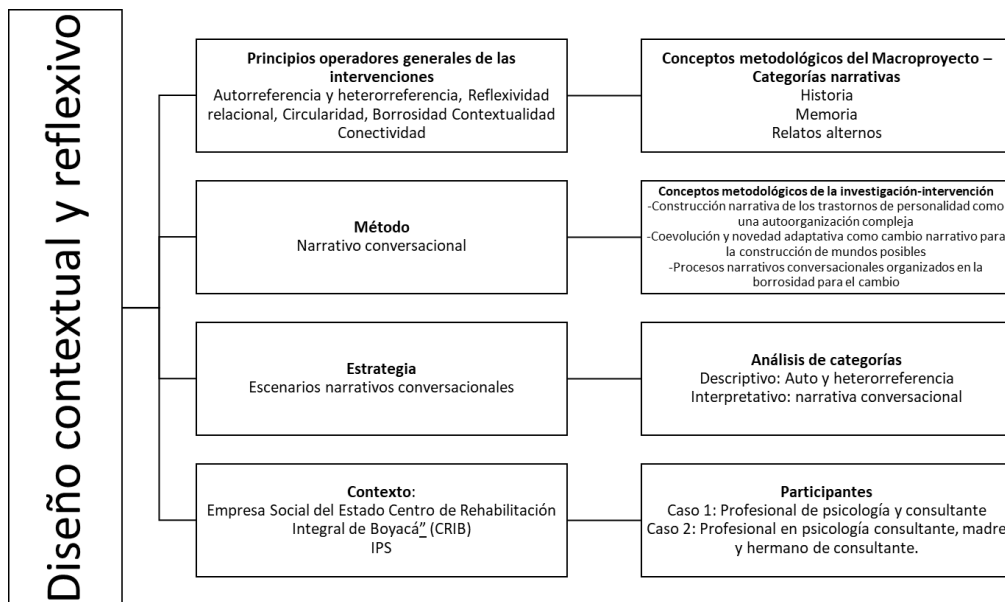 Diseño contextual y reflexivo
Principios operadores generales de las
intervenciones
Autorreferencia y heterorreferencia, Reflexividad
relacional, Circularidad, Borrosidad Contextualidad
Conectividad
Conceptos metodológicos del Macroproyecto –
Categorías narrativas
Historia
Memoria
Relatos alternos
Método
Narrativo conversacional
Conceptos metodológicos de la investigación-intervención
-Construcción narrativa de los trastornos de personalidad como
una autoorganización compleja
-Coevolución y novedad adaptativa como cambio narrativo para
la construcción de mundos posibles
-Procesos narrativos conversacionales organizados en la
borrosidad para el cambio
Estrategia
Escenarios narrativos conversacionales
Análisis de categorías
Descriptivo: Auto y heterorreferencia
Interpretativo: narrativa conversacional
Contexto:
Empresa Social del Estado Centro de Rehabilitación
Integral de Boyacá” (CRIB)
IPS
Participantes
Caso 1: Profesional de psicología y consultante
Caso 2: Profesional en psicología consultante, madre
y hermano de consultante.